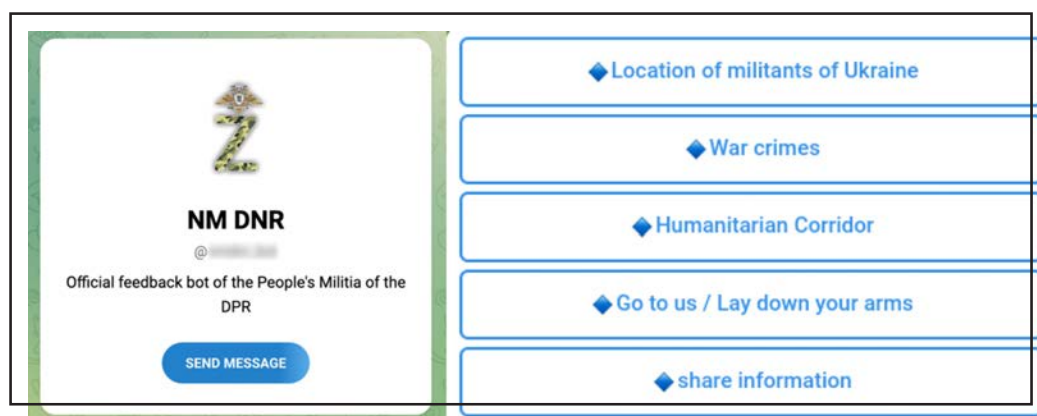 Z
NM DNR
@
Official feedback bot of the People's Militia of the
DPR
SEND MESSAGE
Location of militants of Ukraine
War crimes
Humanitarian Corridor
Go to us / Lay down your arms
share information